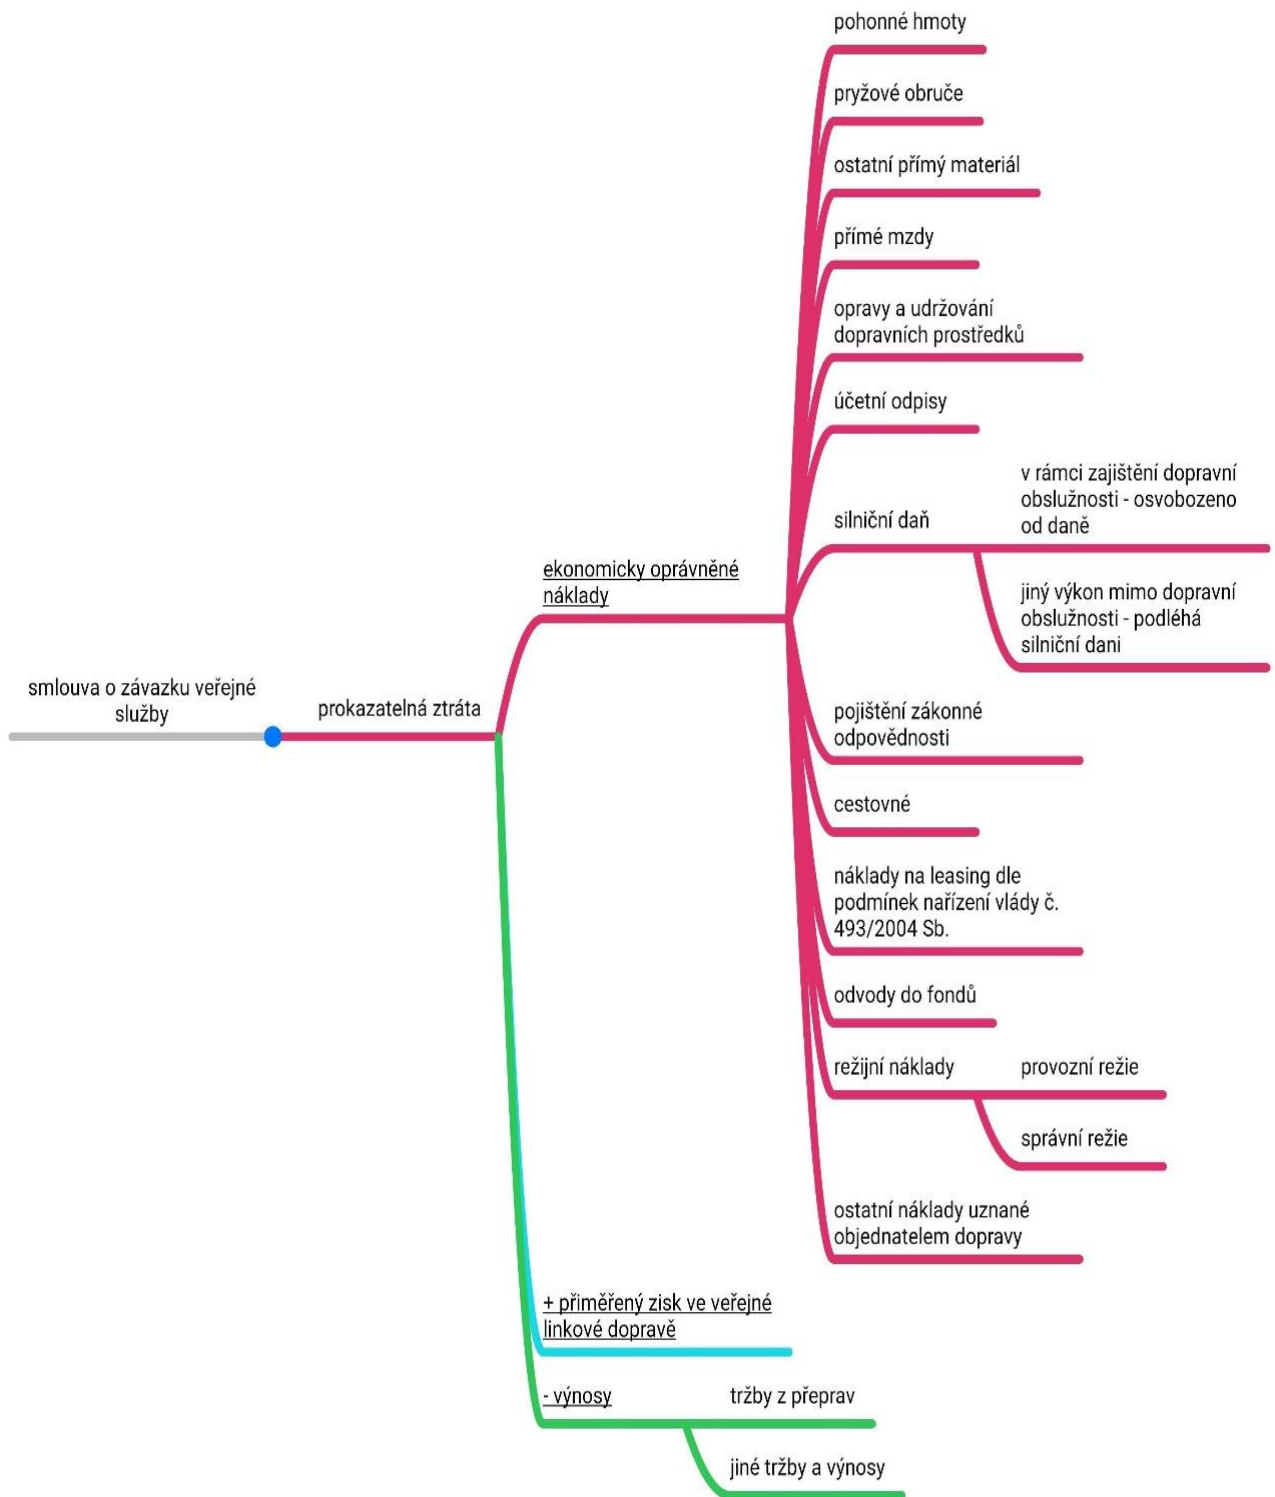 pohonné hmoty
pryžové obruče
ostatní přímý materiál
přímé mzdy
opravy a udržování
dopravních prostředků
účetní odpisy
v rámci zajištění dopravní
obslužnosti - osvobozeno
od daně
silniční daň
jiný výkon mimo dopravní
obslužnosti - podléhá
silniční dani
ekonomicky oprávněné
náklady
smlouva o závazku veřejné
služby
prokazatelná ztráta
pojištění zákonné
odpovědnosti
cestovné
náklady na leasing dle
podmínek nařízení vlády č.
493/2004 Sb.
odvody do fondů
režijní náklady
provozní režie
správní režie
ostatní náklady uznané
objednatelem dopravy
+ přiměřený zisk ve veřejné
linkové dopravě
- výnosy
tržby z přeprav
jiné tržby a výnosy